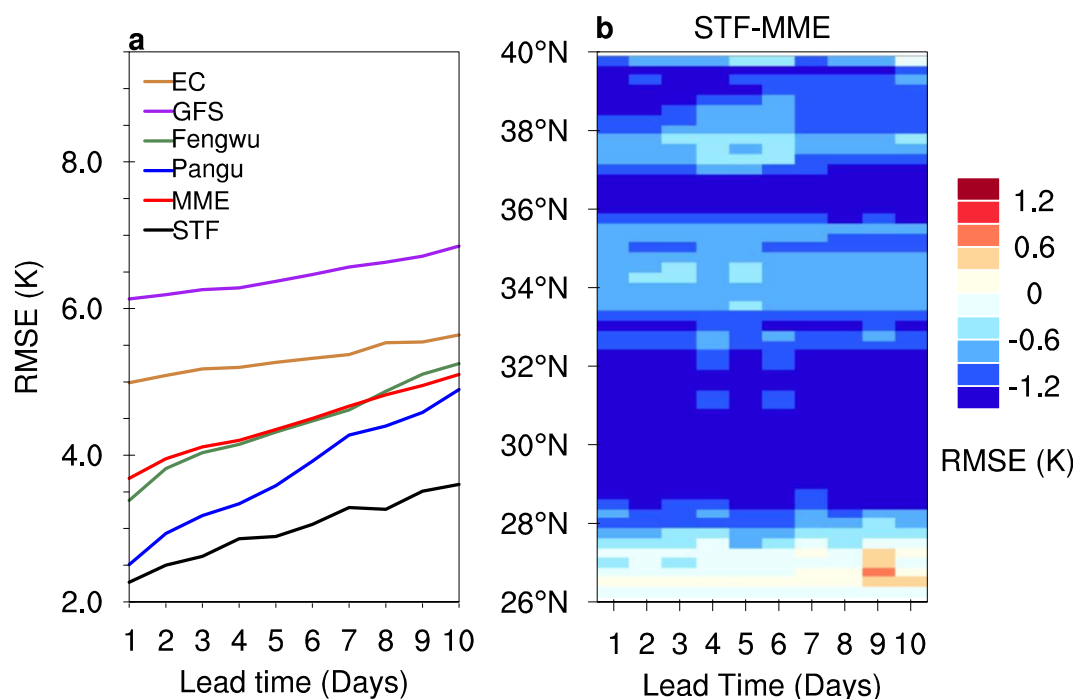 a
RMSE (K)
8.0
6.0
4.0
2.0
EC
GFS
Fengwu
Pangu
MME
STF
1 2 3 4 5 6 7 8 9 10
Lead time (Days)
b STF-MME
40°N
38°N
36°N
34°N
32°N
30°N
28°N
26°N
1 2 3 4 5 6 7 8 9 10
Lead Time (Days)
1.2
0.6
0
-0.6
-1.2
RMSE (K)